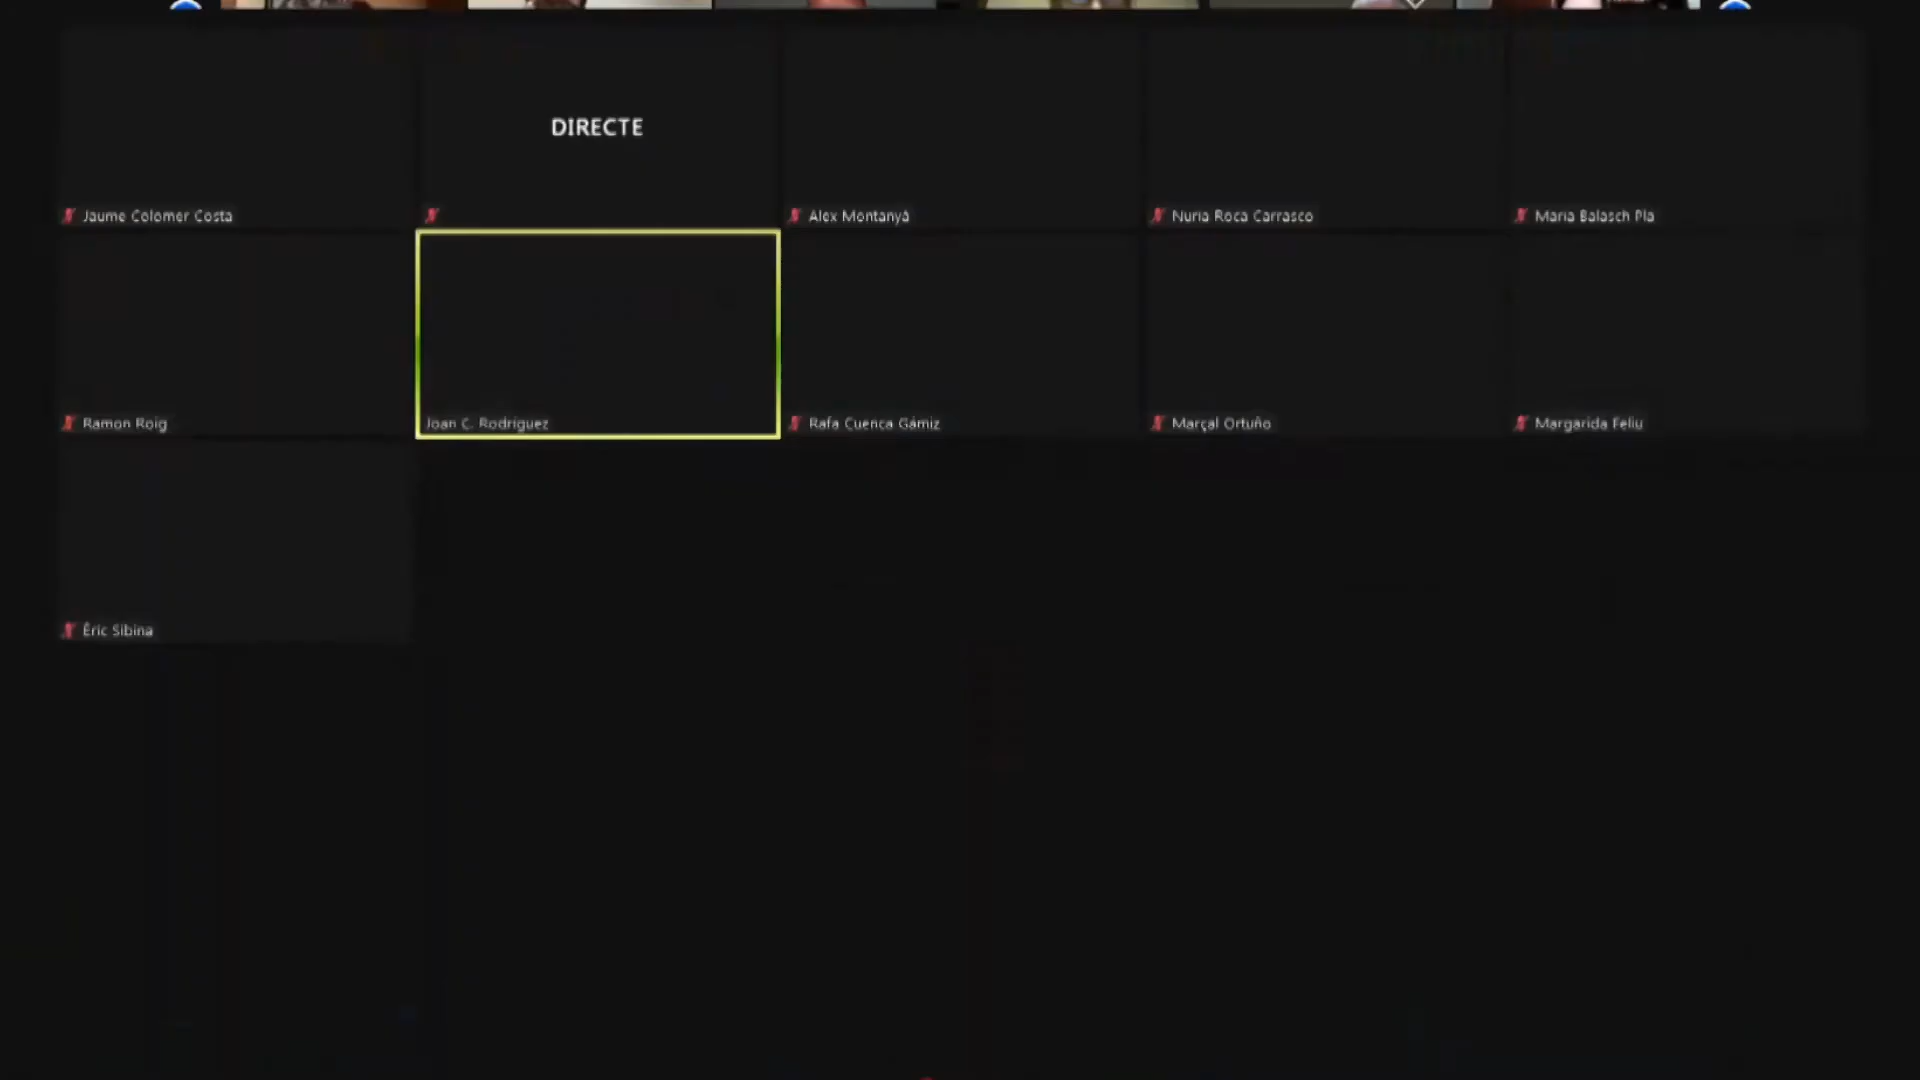 DIRECTE
Jaume Colomer Costa
Alex Montanyà
Nuria Roca Carrasco
Maria Balasch Pla
Ramon Roig
Joan C. Rodríguez
Rafa Cuenca Gámiz
Marçal Ortuño
Margarida Feliu
Èric Sibina